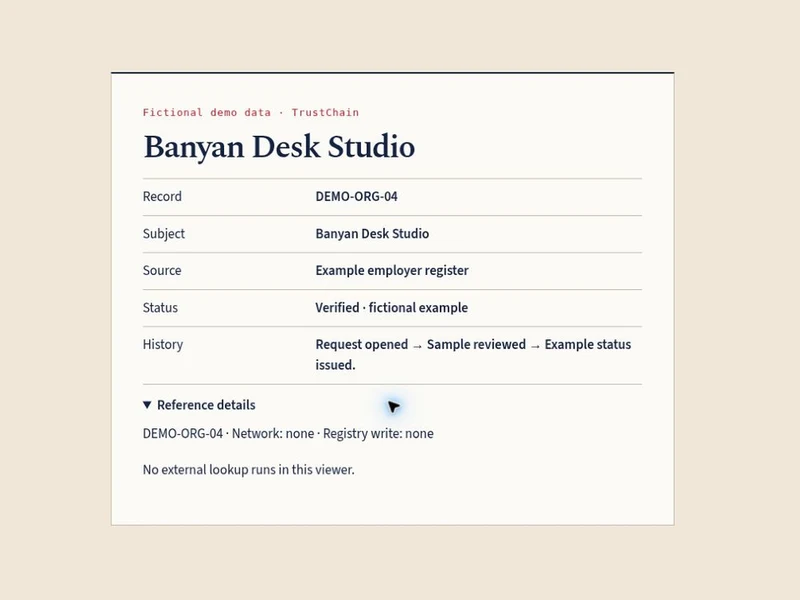 Fictional demo data · TrustChain
Banyan Desk Studio
Record DEMO-ORG-04
Subject Banyan Desk Studio
Source Example employer register
Status Verified · fictional example
History Request opened → Sample reviewed → Example status
issued.
▼ Reference details
DEMO-ORG-04 · Network: none · Registry write: none
No external lookup runs in this viewer.